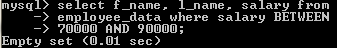 mysql> select f_name, l_name, salary from
    -> employee_data where salary BETWEEN
    -> 70000 AND 90000;
Empty set (0.01 sec)